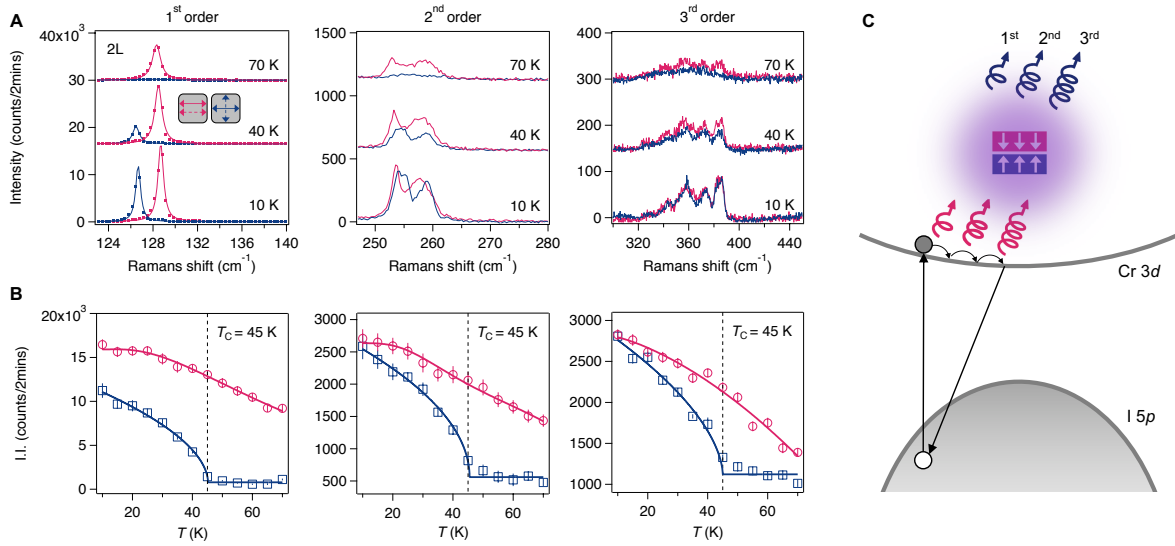 A
1st order
2nd order
3rd order
C
Intensity (counts/2mins)
40x10³
30
20
10
0
2L
70 K
40 K
10 K
124
128
132
136
140
Ramans shift (cm⁻¹)
1500
1000
500
0
70 K
40 K
10 K
250
260
270
280
Ramans shift (cm⁻¹)
400
300
200
100
0
70 K
40 K
10 K
320
360
400
440
Ramans shift (cm⁻¹)
1st
2nd
3rd
Cr 3d
I 5p
B
I.I. (counts/2mins)
20x10³
15
10
5
0
TC = 45 K
20
40
60
T (K)
3000
2500
2000
1500
1000
500
TC = 45 K
20
40
60
T (K)
3000
2500
2000
1500
1000
TC = 45 K
20
40
60
T (K)